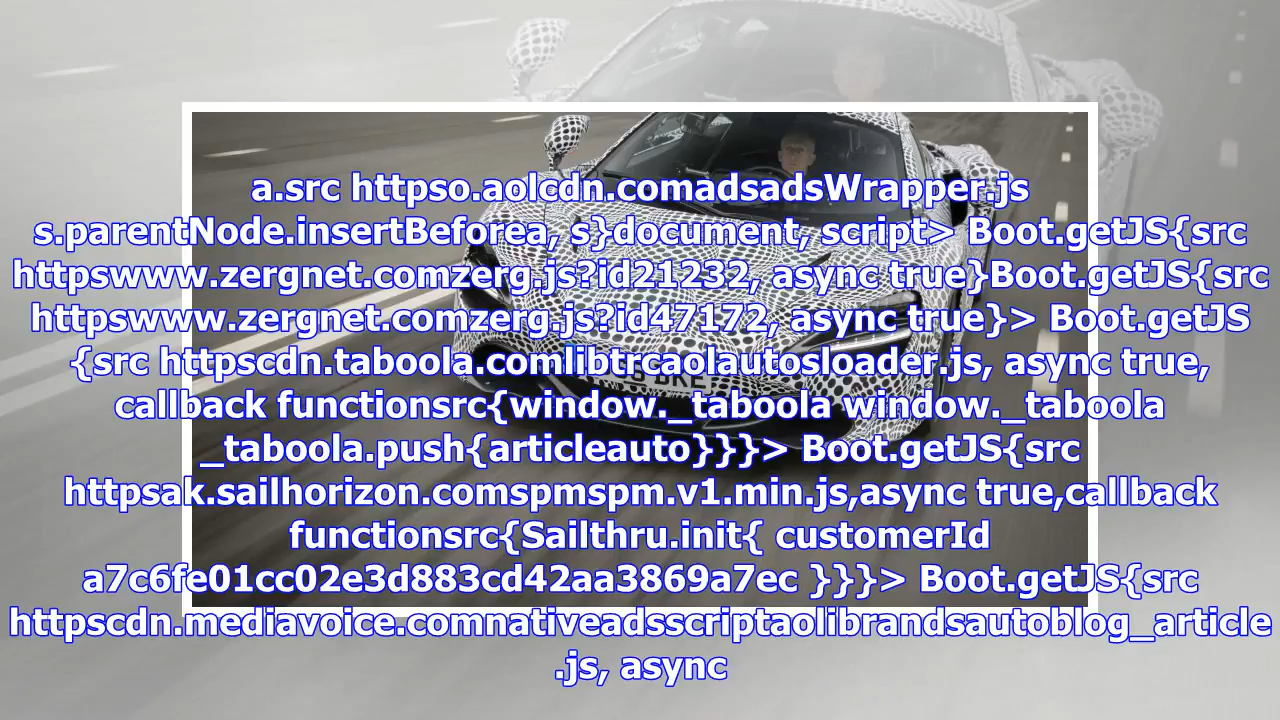 a.src httpso.aolcdn.comadsadsWrapper.js
s.parentNode.insertBeforea, s}document, script> Boot.getJS{src
httpswww.zergnet.comzerg.js?id21232, async true}Boot.getJS{src
httpswww.zergnet.comzerg.js?id47172, async true}> Boot.getJS
{src httpscdn.taboola.comlibtrcaolautosloader.js, async true,
callback functionsrc{window._taboola window._taboola
_taboola.push{articleauto}}}> Boot.getJS{src
httpsak.sailhorizon.comspmspm.v1.min.js,async true,callback
functionsrc{Sailthru.init{ customerId
a7c6fe01cc02e3d883cd42aa3869a7ec }}}> Boot.getJS{src
httpscdn.mediavoice.comnativeadsscriptaolibrandsautoblog_article
.js, async